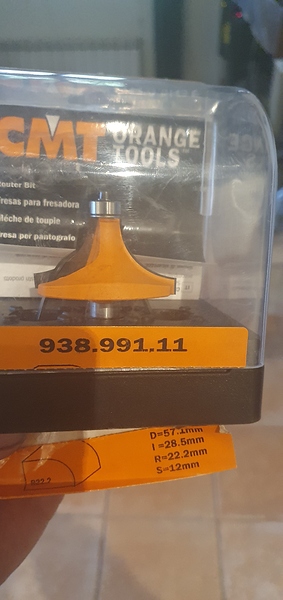 CMT ORANGE
TOOLS
Router Bit
Fresas para fresadora
Mèche de toupie
Fresa per pantografo
938.991.11
D=57.1mm
I=28.5mm
R=22.2mm
S=12mm
R22.2